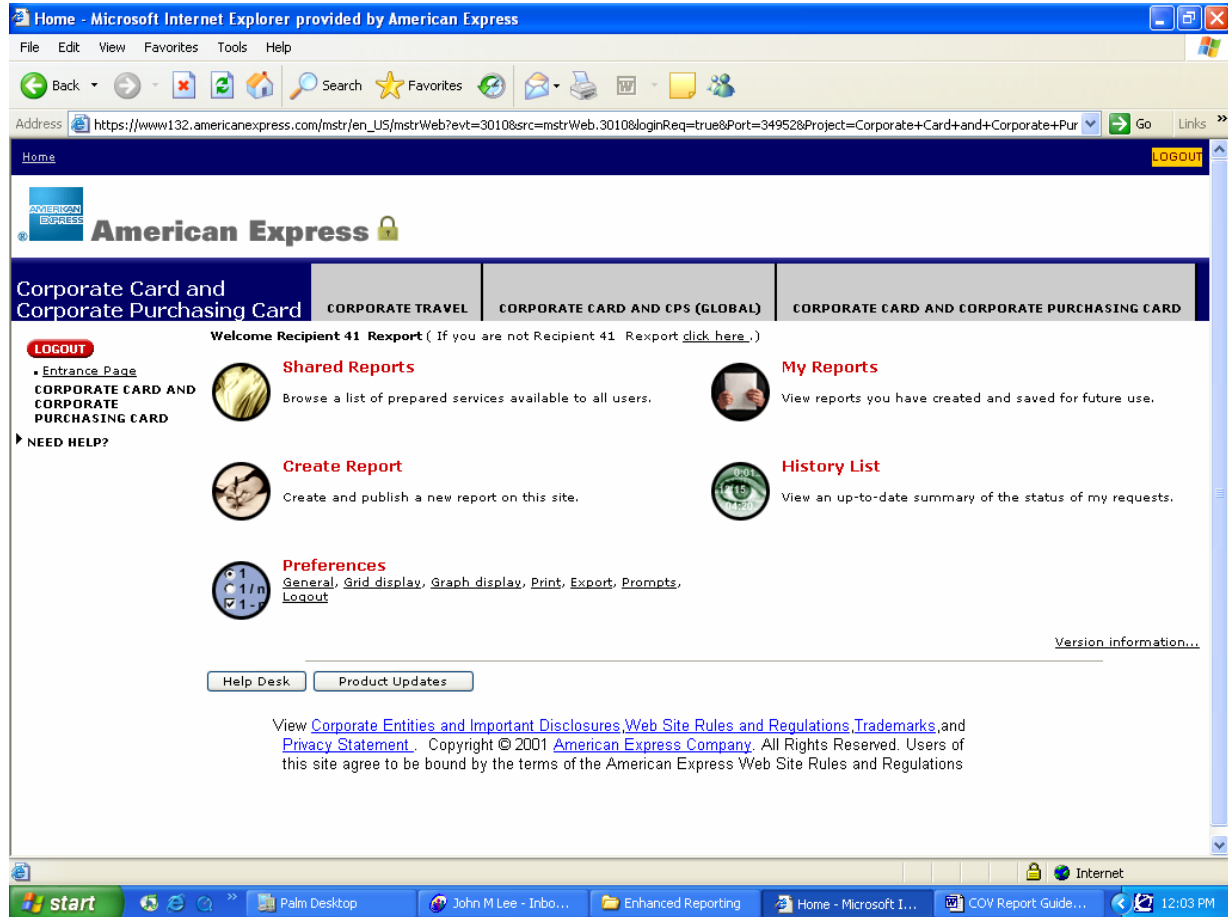 Home - Microsoft Internet Explorer provided by American Express
File Edit View Favorites Tools Help
Back Search Favorites
Address https://www132.americanexpress.com/mstr/en_US/mstrWeb?evt=3010&src=mstrWeb.3010&loginReq=true&Port=34952&Project=Corporate+Card+and+Corporate+Pur Go Links »
Home LOGOUT
AMERICAN
EXPRESS
® American Express
Corporate Card and
Corporate Purchasing Card CORPORATE TRAVEL CORPORATE CARD AND CPS (GLOBAL) CORPORATE CARD AND CORPORATE PURCHASING CARD
Welcome Recipient 41 Rexport ( If you are not Recipient 41 Rexport click here .)
LOGOUT
Entrance Page
CORPORATE CARD AND
CORPORATE
PURCHASING CARD
NEED HELP?
Shared Reports
Browse a list of prepared services available to all users.
My Reports
View reports you have created and saved for future use.
Create Report
Create and publish a new report on this site.
History List
View an up-to-date summary of the status of my requests.
Preferences
General, Grid display, Graph display, Print, Export, Prompts,
Logout
Version information...
Help Desk Product Updates
View Corporate Entities and Important Disclosures,Web Site Rules and Regulations,Trademarks,and
Privacy Statement . Copyright © 2001 American Express Company. All Rights Reserved. Users of
this site agree to be bound by the terms of the American Express Web Site Rules and Regulations
Internet
start » Palm Desktop John M Lee - Inbo... Enhanced Reporting Home - Microsoft I... COV Report Guide... 12:03 PM